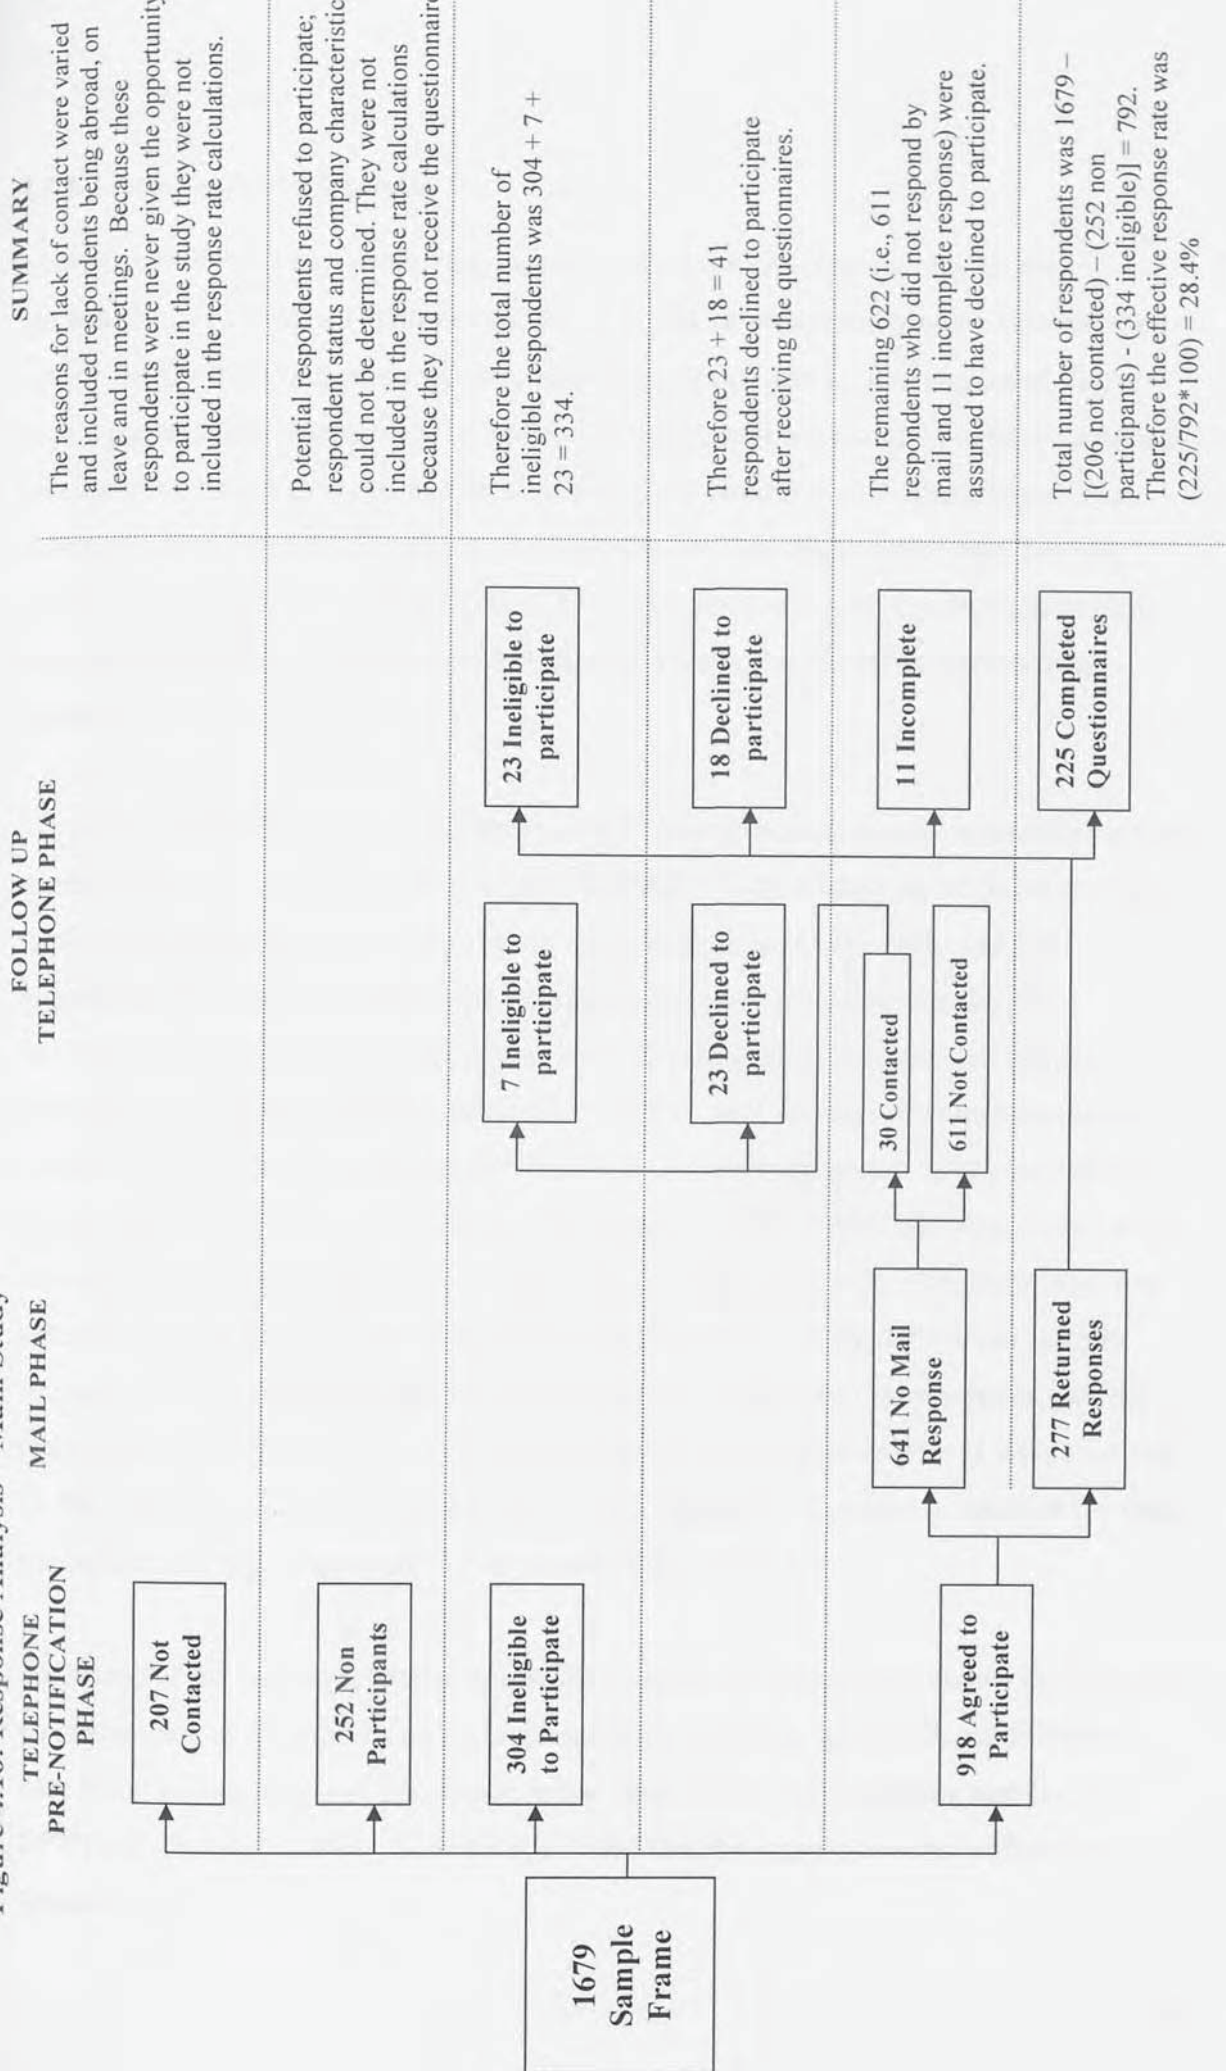 Figure 4.10: Response Analysis – Main Study
TELEPHONE
PRE-NOTIFICATION
PHASE
MAIL PHASE
FOLLOW UP
TELEPHONE PHASE
SUMMARY
1679
Sample
Frame
207 Not
Contacted
The reasons for lack of contact were varied
and included respondents being abroad, on
leave and in meetings. Because these
respondents were never given the opportunity
to participate in the study they were not
included in the response rate calculations.
252 Non
Participants
Potential respondents refused to participate;
respondent status and company characteristic
could not be determined. They were not
included in the response rate calculations
because they did not receive the questionnaire
304 Ineligible
to Participate
7 Ineligible to
participate
23 Ineligible to
participate
Therefore the total number of
ineligible respondents was 304 + 7 +
23 = 334.
23 Declined to
participate
18 Declined to
participate
Therefore 23 + 18 = 41
respondents declined to participate
after receiving the questionnaires.
918 Agreed to
Participate
641 No Mail
Response
30 Contacted
611 Not Contacted
11 Incomplete
The remaining 622 (i.e., 611
respondents who did not respond by
mail and 11 incomplete response) were
assumed to have declined to participate.
277 Returned
Responses
225 Completed
Questionnaires
Total number of respondents was 1679 –
[(206 not contacted) – (252 non
participants) - (334 ineligible)] = 792.
Therefore the effective response rate was
(225/792*100) = 28.4%